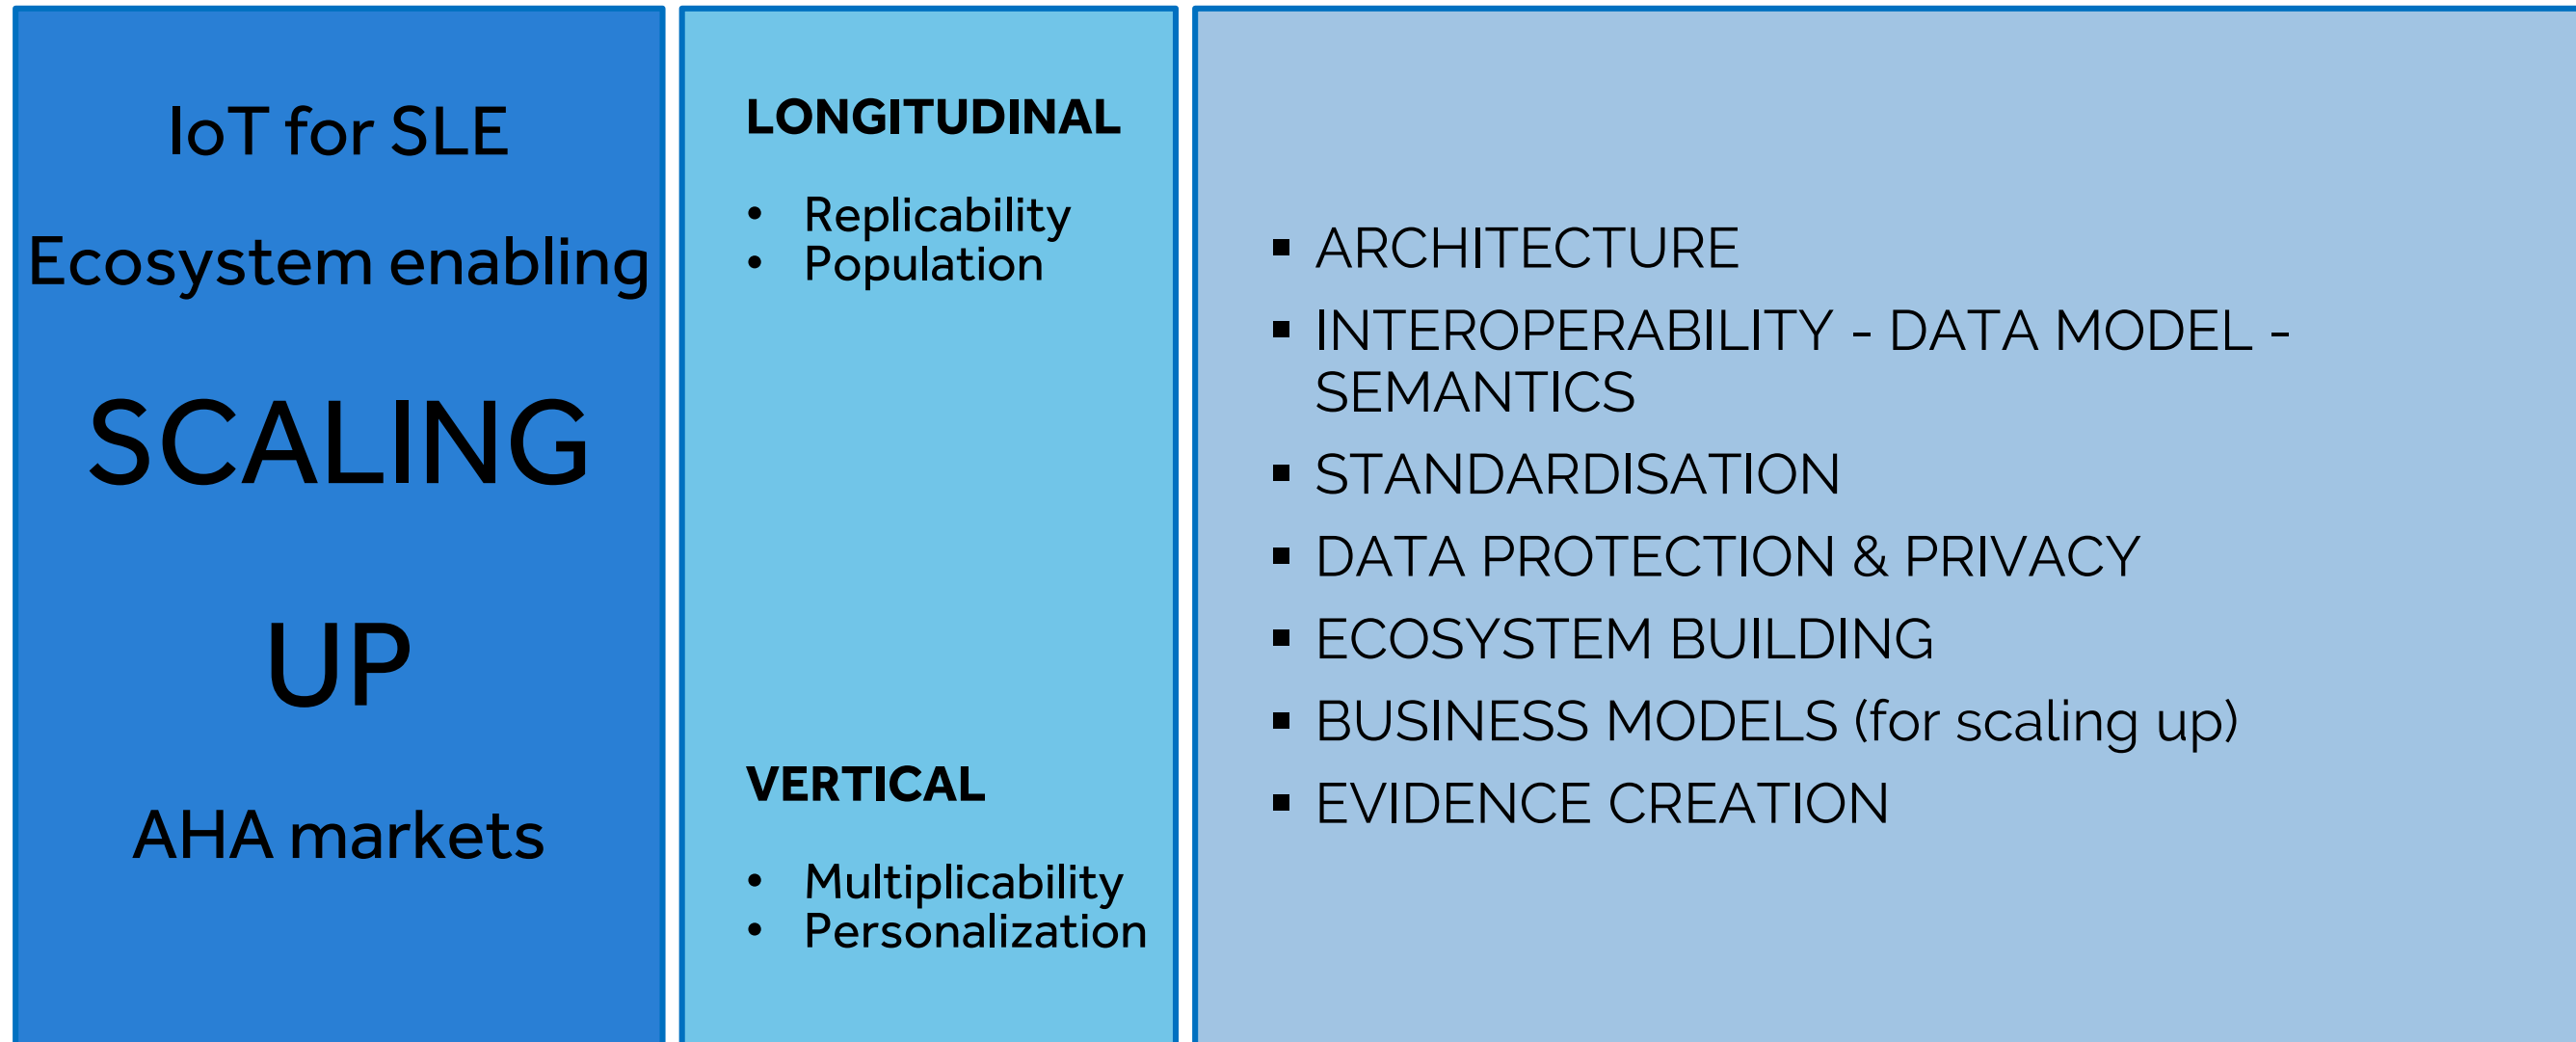 IoT for SLE
Ecosystem enabling
SCALING
UP
AHA markets
LONGITUDINAL
• Replicability
• Population
VERTICAL
• Multiplicability
• Personalization
▪ ARCHITECTURE
▪ INTEROPERABILITY - DATA MODEL -
SEMANTICS
▪ STANDARDISATION
▪ DATA PROTECTION & PRIVACY
▪ ECOSYSTEM BUILDING
▪ BUSINESS MODELS (for scaling up)
▪ EVIDENCE CREATION